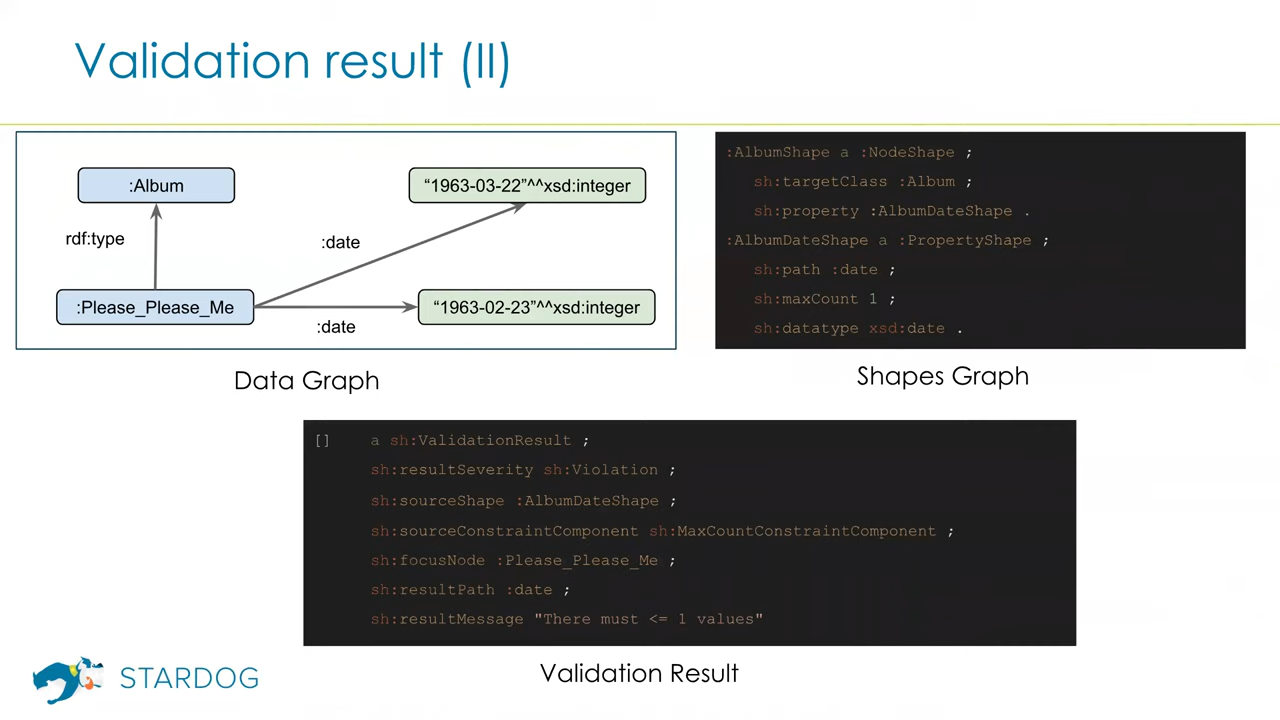 Validation result (II)
:Album
"1963-03-22"^^xsd:integer
rdf:type
:date
:Please_Please_Me
"1963-02-23"^^xsd:integer
:date
Data Graph
:AlbumShape a :NodeShape ;
sh:targetClass :Album ;
sh:property :AlbumDateShape .
:AlbumDateShape a :PropertyShape ;
sh:path :date ;
sh:maxCount 1 ;
sh:datatype xsd:date .
Shapes Graph
[] a sh:ValidationResult ;
sh:resultSeverity sh:Violation ;
sh:sourceShape :AlbumDateShape ;
sh:sourceConstraintComponent sh:MaxCountConstraintComponent ;
sh:focusNode :Please_Please_Me ;
sh:resultPath :date ;
sh:resultMessage "There must <= 1 values"
Validation Result
STARDOG